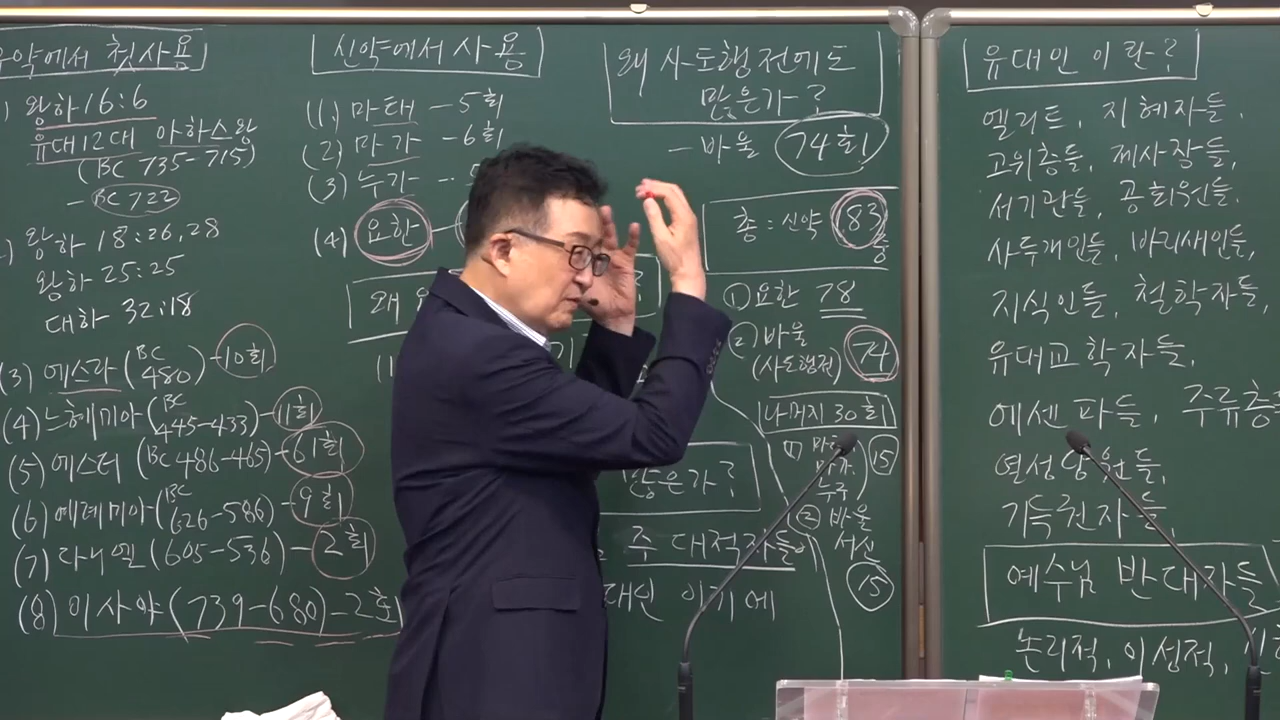 구약에서 첫사용
1) 왕하 16:6
유대 12대 아하스왕
(BC 735-715)
- BC 722
2) 왕하 18:26, 28
왕하 25:25
대하 32:18
(3) 에스라 (BC 480) - 10회
(4) 느헤미야 (BC 445-433) - 11회
(5) 에스더 (BC 486-465) - 61회
(6) 예레미야 (BC 626-586) - 9회
(7) 다니엘 (605-536) - 2회
(8) 이사야 (739-680) - 2회
신약에서 사용
(1) 마태 - 5회
(2) 마가 - 6회
(3) 누가 -
(4) 요한 -
왜
(1
많은가?
주 대적자들
대인 이기에
왜 사도행전에도
많은가?
- 바울 74회
총 : 신약 183
중
① 요한 78
② 바울 74
(사도행전)
나머지 30회
① 마태
마가
누가
15
② 바울
서신
15
유대인 이란?
엘리트, 지혜자들,
고위층들, 제사장들,
서기관들, 공회원들,
사두개인들, 바리새인들,
지식인들, 철학자들,
유대교 학자들,
에센파들, 주류층
열성당원들,
기득권자들
예수님 반대자들
논리적, 이성적,